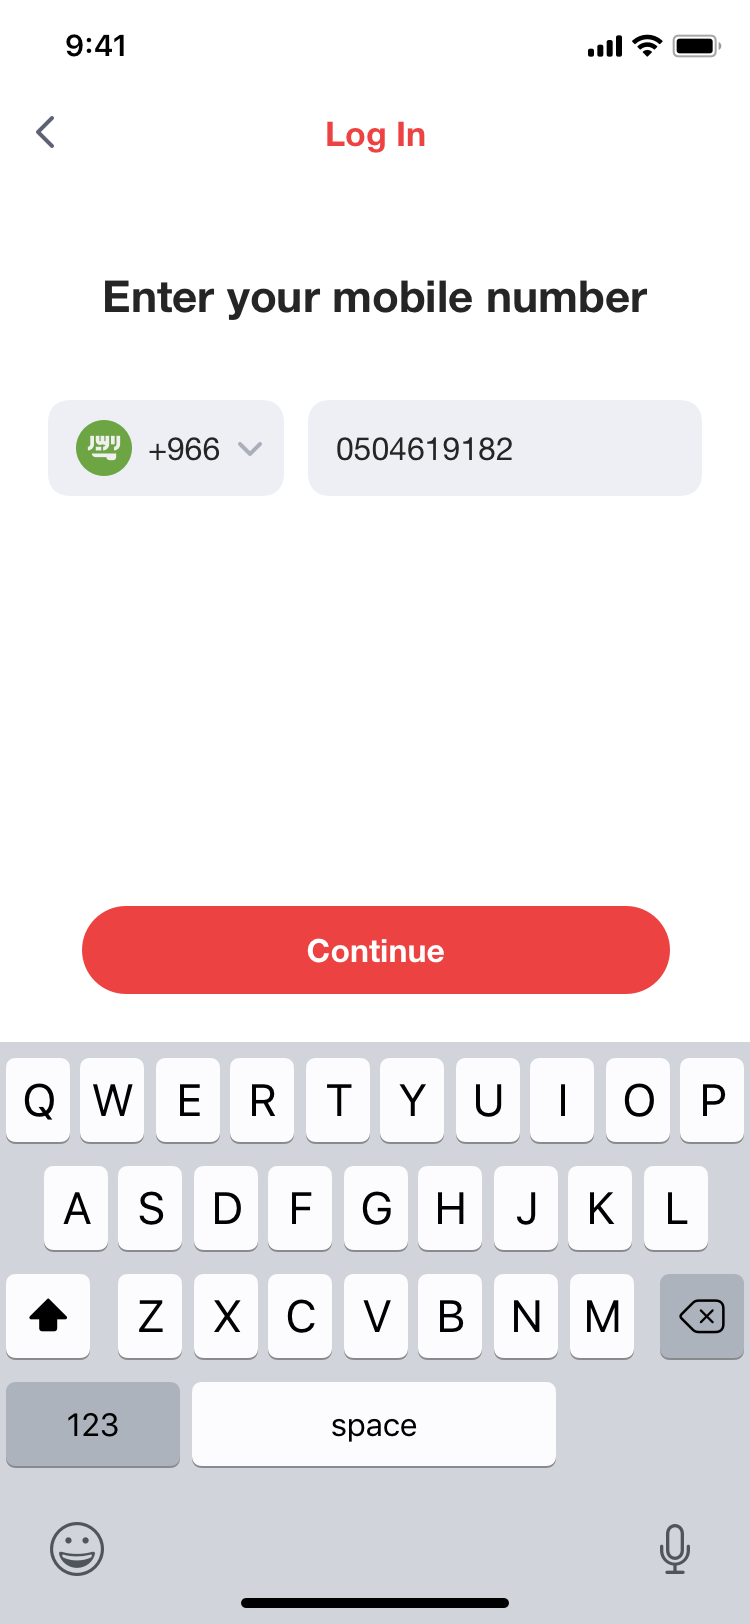 9:41
Log In
Enter your mobile number
+966 0504619182
Continue
Q W E R T Y U I O P
A S D F G H J K L
Z X C V B N M
123 space